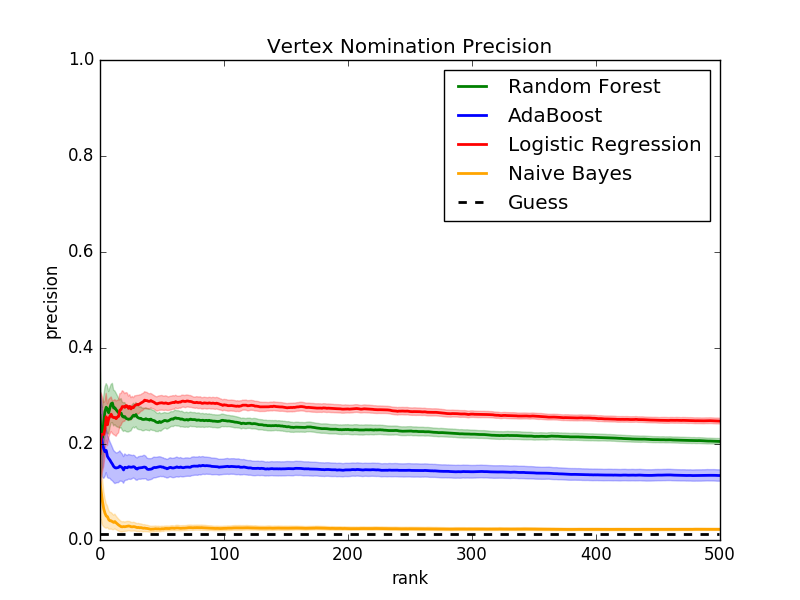 Vertex Nomination Precision
1.0
0.8
0.6
0.4
0.2
0.0
precision
Random Forest
AdaBoost
Logistic Regression
Naive Bayes
Guess
0 100 200 300 400 500
rank